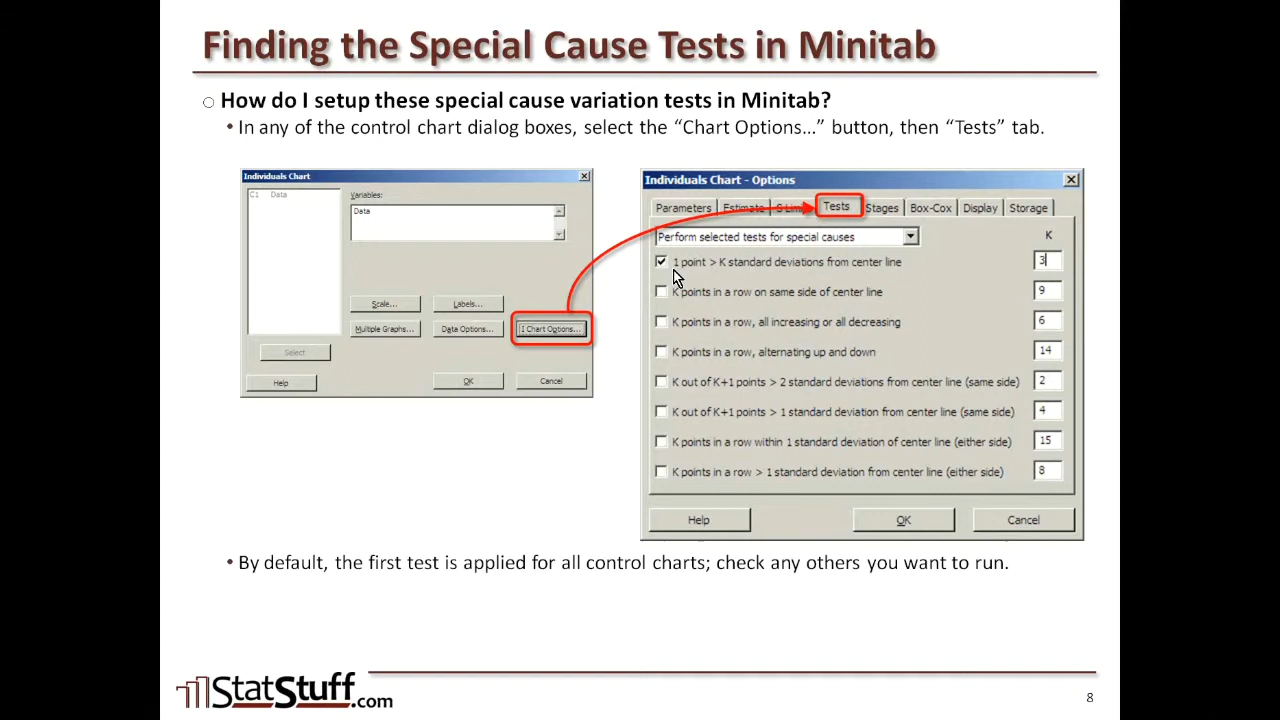 Finding the Special Cause Tests in Minitab
○ How do I setup these special cause variation tests in Minitab?
• In any of the control chart dialog boxes, select the “Chart Options...” button, then “Tests” tab.
Individuals Chart
C1 Data
Variables:
Data
Scale...
Labels...
Multiple Graphs...
Data Options...
I Chart Options...
Select
Help
OK
Cancel
Individuals Chart - Options
Parameters
Estimate
Tests
Stages
Box-Cox
Display
Storage
Perform selected tests for special causes
K
1 point > K standard deviations from center line 3
K points in a row on same side of center line 9
K points in a row, all increasing or all decreasing 6
K points in a row, alternating up and down 14
K out of K+1 points > 2 standard deviations from center line (same side) 2
K out of K+1 points > 1 standard deviation from center line (same side) 4
K points in a row within 1 standard deviation of center line (either side) 15
K points in a row > 1 standard deviation from center line (either side) 8
Help
OK
Cancel
• By default, the first test is applied for all control charts; check any others you want to run.
StatStuff.com
8